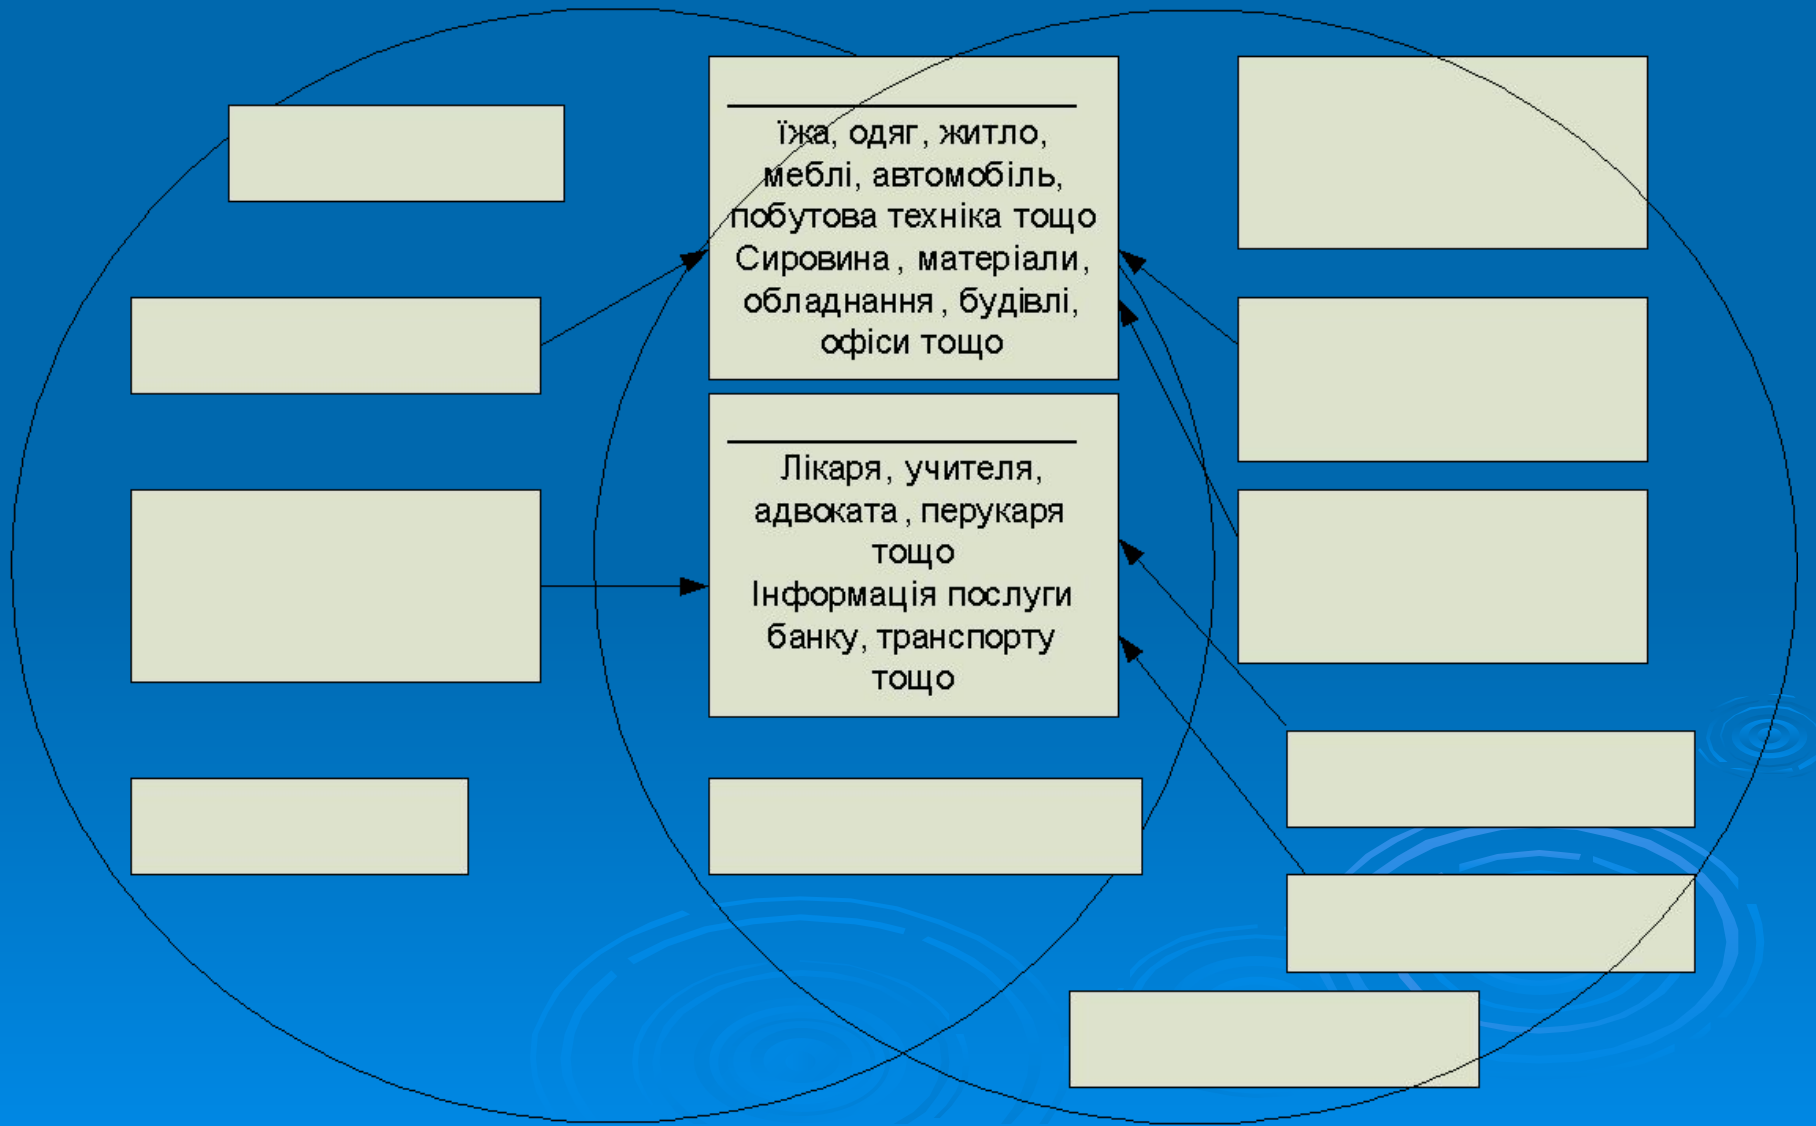 їжа, одяг, житло,
меблі, автомобіль,
побутова техніка тощо
Сировина, матеріали,
обладнання, будівлі,
офіси тощо
Лікаря, учителя,
адвоката, перукаря
тощо
Інформація послуги
банку, транспорту
тощо